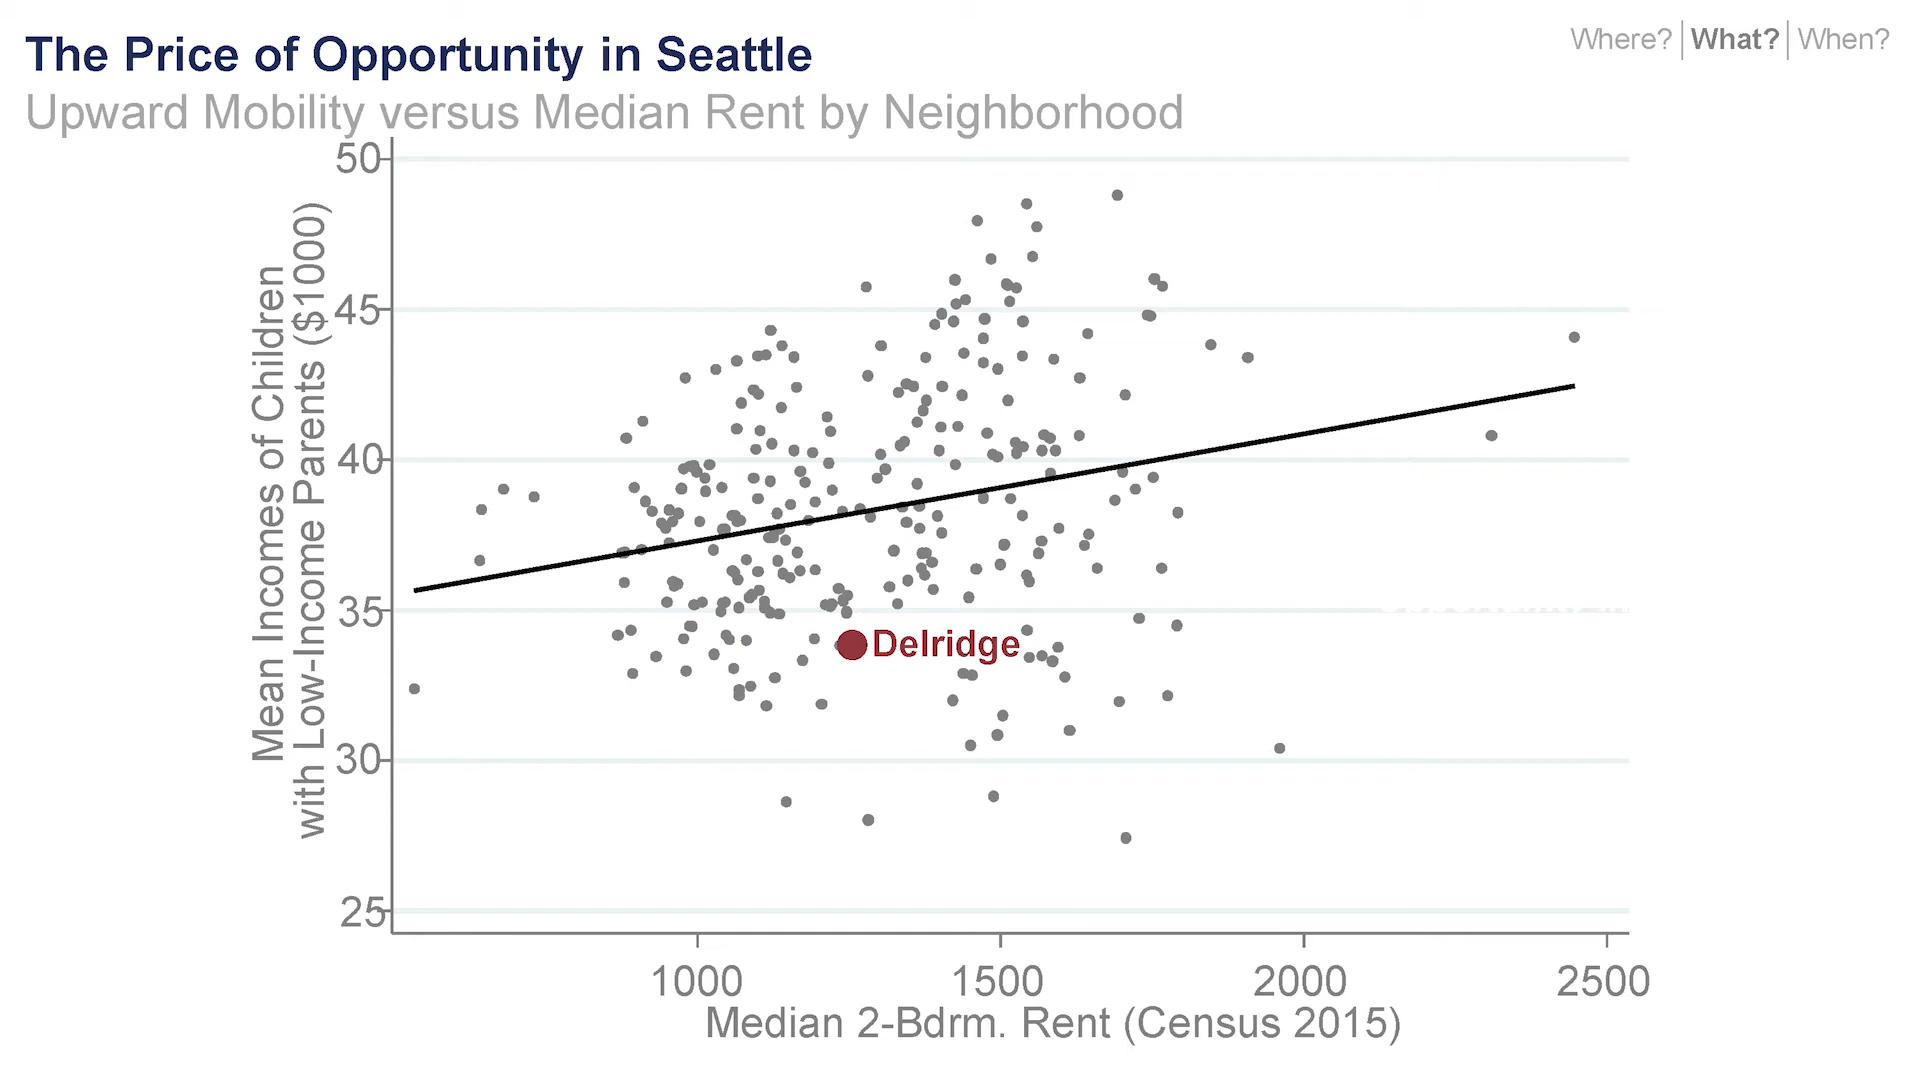 The Price of Opportunity in Seattle
Where? What? When?
Upward Mobility versus Median Rent by Neighborhood
Mean Incomes of Children
with Low-Income Parents ($1000)
50
45
40
35
30
25
Delridge
1000 1500 2000 2500
Median 2-Bdrm. Rent (Census 2015)